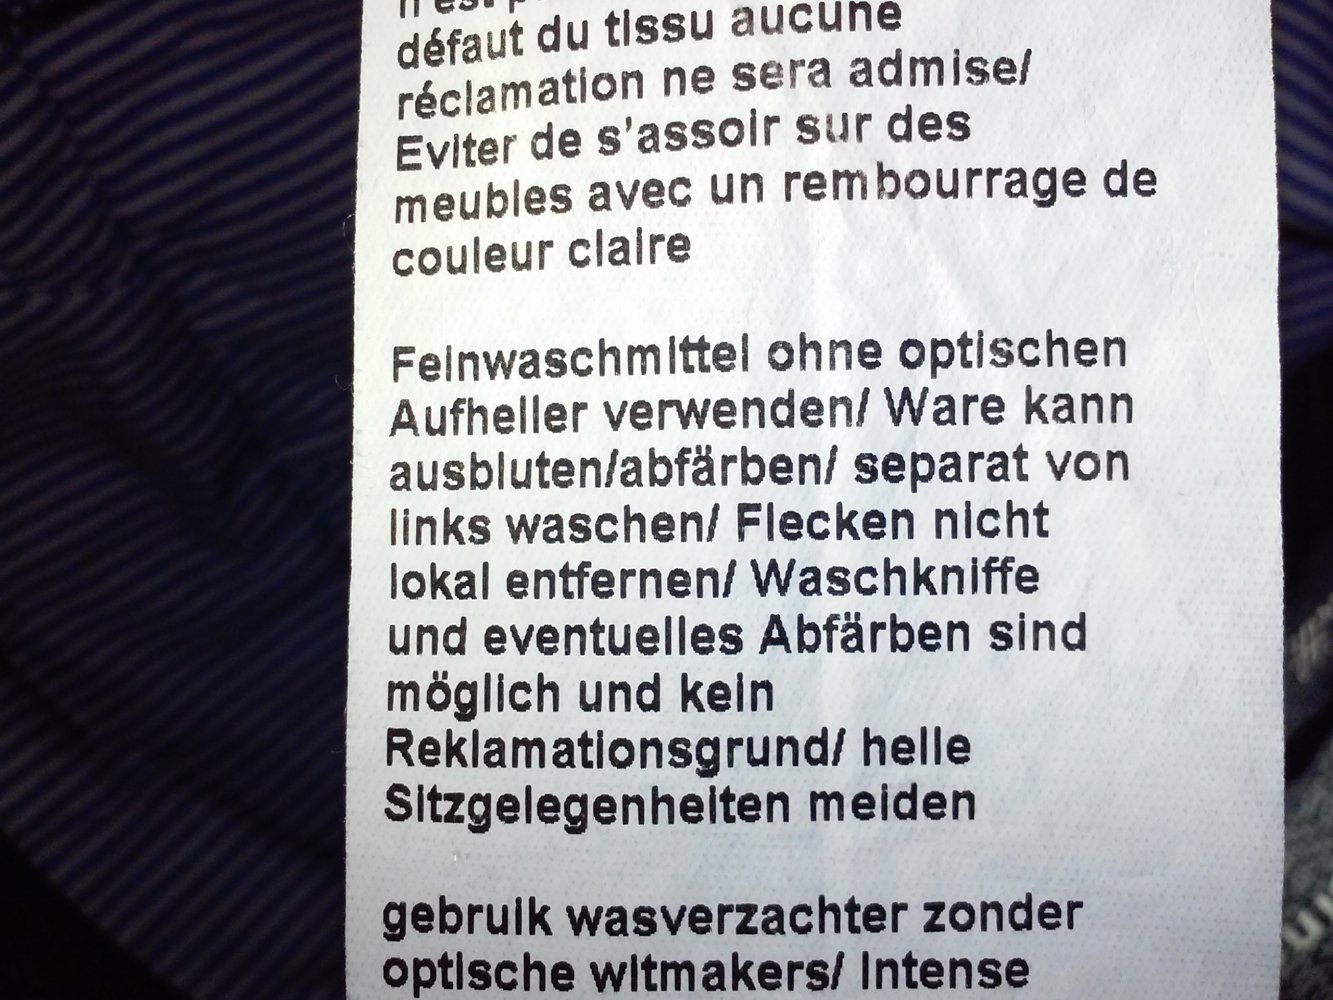 défaut du tissu aucune
réclamation ne sera admise/
Eviter de s'assoir sur des
meubles avec un rembourrage de
couleur claire
Feinwaschmittel ohne optischen
Aufheller verwenden/ Ware kann
ausbluten/abfärben/ separat von
links waschen/ Flecken nicht
lokal entfernen/ Waschkniffe
und eventuelles Abfärben sind
möglich und kein
Reklamationsgrund/ helle
Sitzgelegenheiten meiden
gebruik wasverzachter zonder
optische witmakers/ Intense